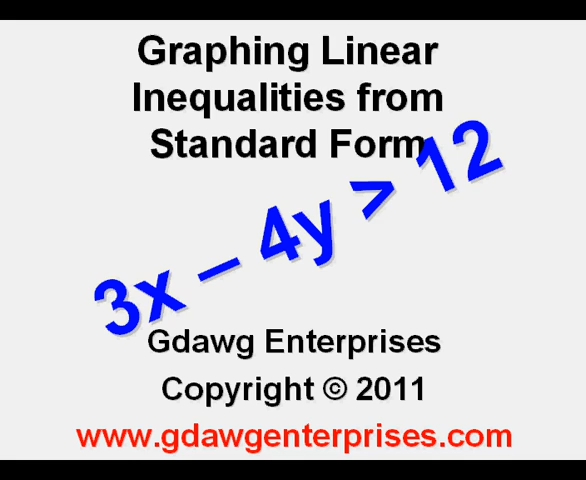 Graphing Linear
Inequalities from
Standard Form
3x – 4y > 12
Gdawg Enterprises
Copyright © 2011
www.gdawgenterprises.com